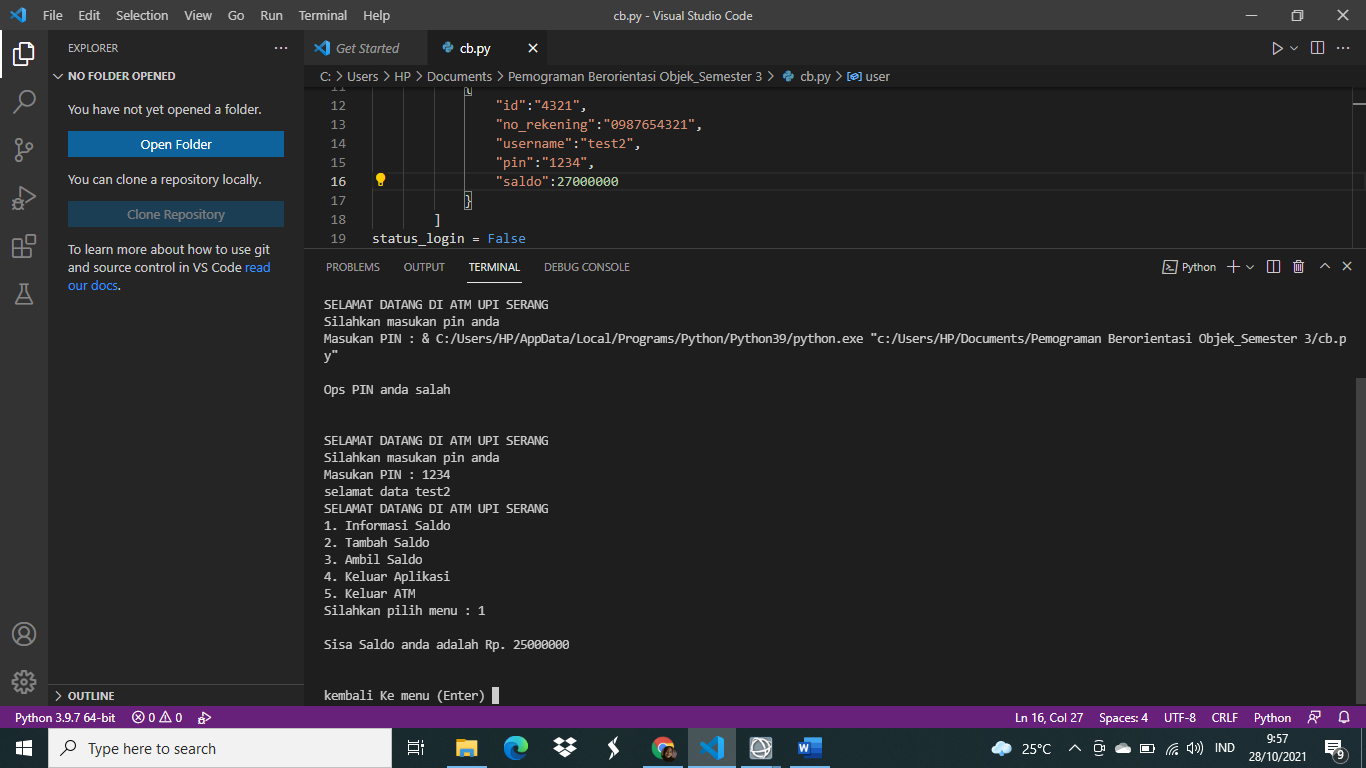 File Edit Selection View Go Run Terminal Help
cb.py - Visual Studio Code
EXPLORER
NO FOLDER OPENED
You have not yet opened a folder.
Open Folder
You can clone a repository locally.
Clone Repository
To learn more about how to use git
and source control in VS Code read
our docs.
OUTLINE
Get Started
cb.py
C: > Users > HP > Documents > Pemograman Berorientasi Objek_Semester 3 > cb.py > user
11 {
12 "id":"4321",
13 "no_rekening":"0987654321",
14 "username":"test2",
15 "pin":"1234",
16 "saldo":27000000
17 }
18 ]
19 status_login = False
PROBLEMS OUTPUT TERMINAL DEBUG CONSOLE
Python
SELAMAT DATANG DI ATM UPI SERANG
Silahkan masukan pin anda
Masukan PIN : & C:/Users/HP/AppData/Local/Programs/Python/Python39/python.exe "c:/Users/HP/Documents/Pemograman Berorientasi Objek_Semester 3/cb.p
y"
Ops PIN anda salah
SELAMAT DATANG DI ATM UPI SERANG
Silahkan masukan pin anda
Masukan PIN : 1234
selamat data test2
SELAMAT DATANG DI ATM UPI SERANG
1. Informasi Saldo
2. Tambah Saldo
3. Ambil Saldo
4. Keluar Aplikasi
5. Keluar ATM
Silahkan pilih menu : 1
Sisa Saldo anda adalah Rp. 25000000
kembali Ke menu (Enter)
Python 3.9.7 64-bit 0 0
Ln 16, Col 27 Spaces: 4 UTF-8 CRLF Python
Type here to search
25°C
IND
9:57
28/10/2021
9